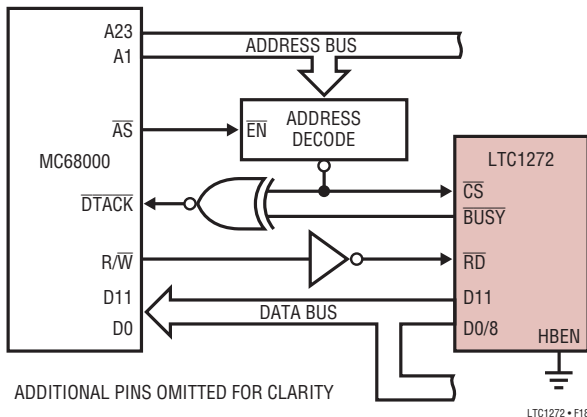 A23
A1
ADDRESS BUS
AS
EN
ADDRESS
DECODE
MC68000
LTC1272
DTACK
CS
BUSY
R/W
RD
D11
D0
DATA BUS
D11
D0/8
HBEN
ADDITIONAL PINS OMITTED FOR CLARITY
LTC1272 • F18